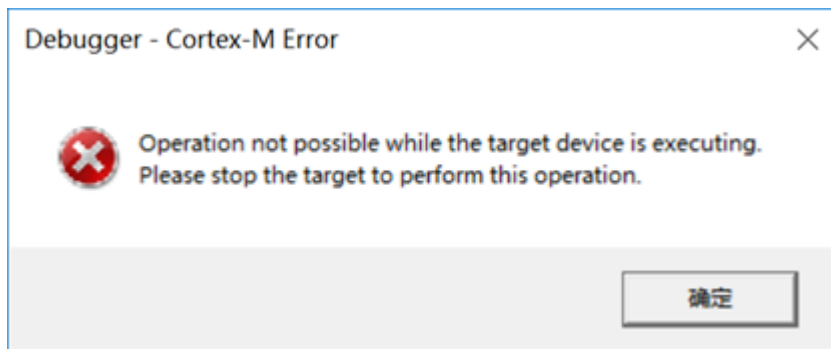 Debugger - Cortex-M Error
Operation not possible while the target device is executing.
Please stop the target to perform this operation.
确定